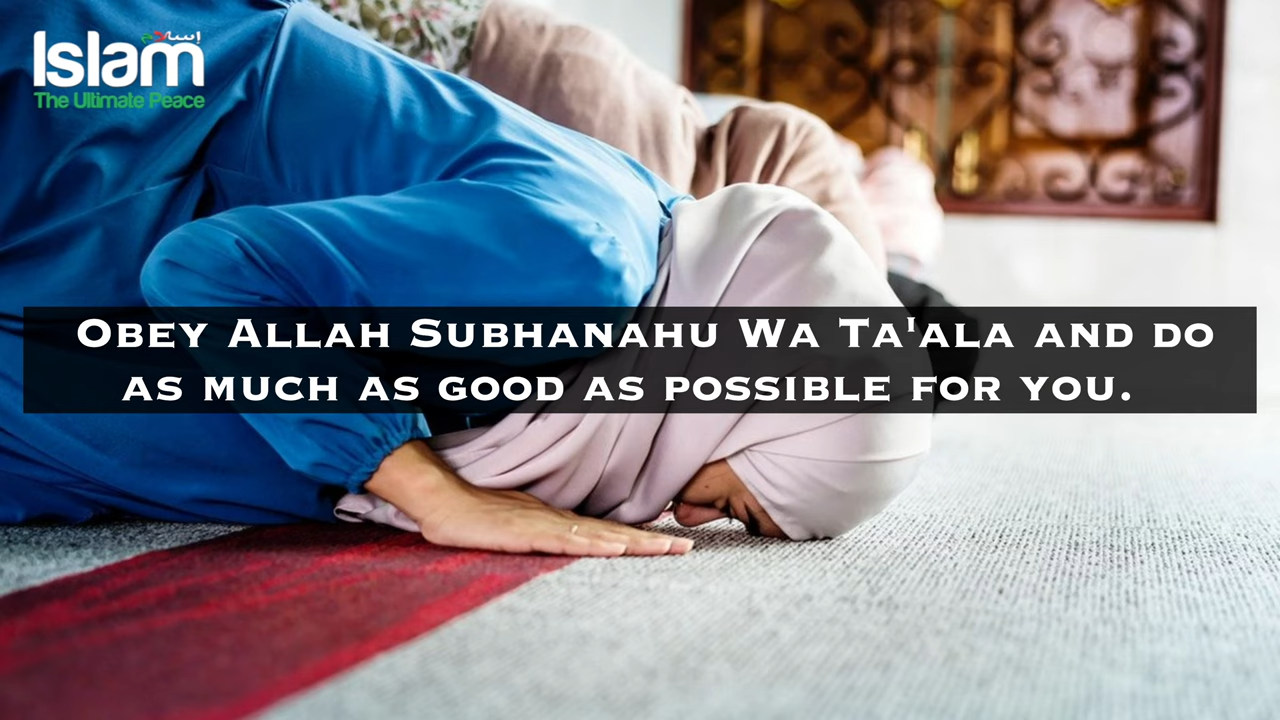 إسلام
Islam
The Ultimate Peace
Obey Allah Subhanahu Wa Ta'ala and do
as much as good as possible for you.